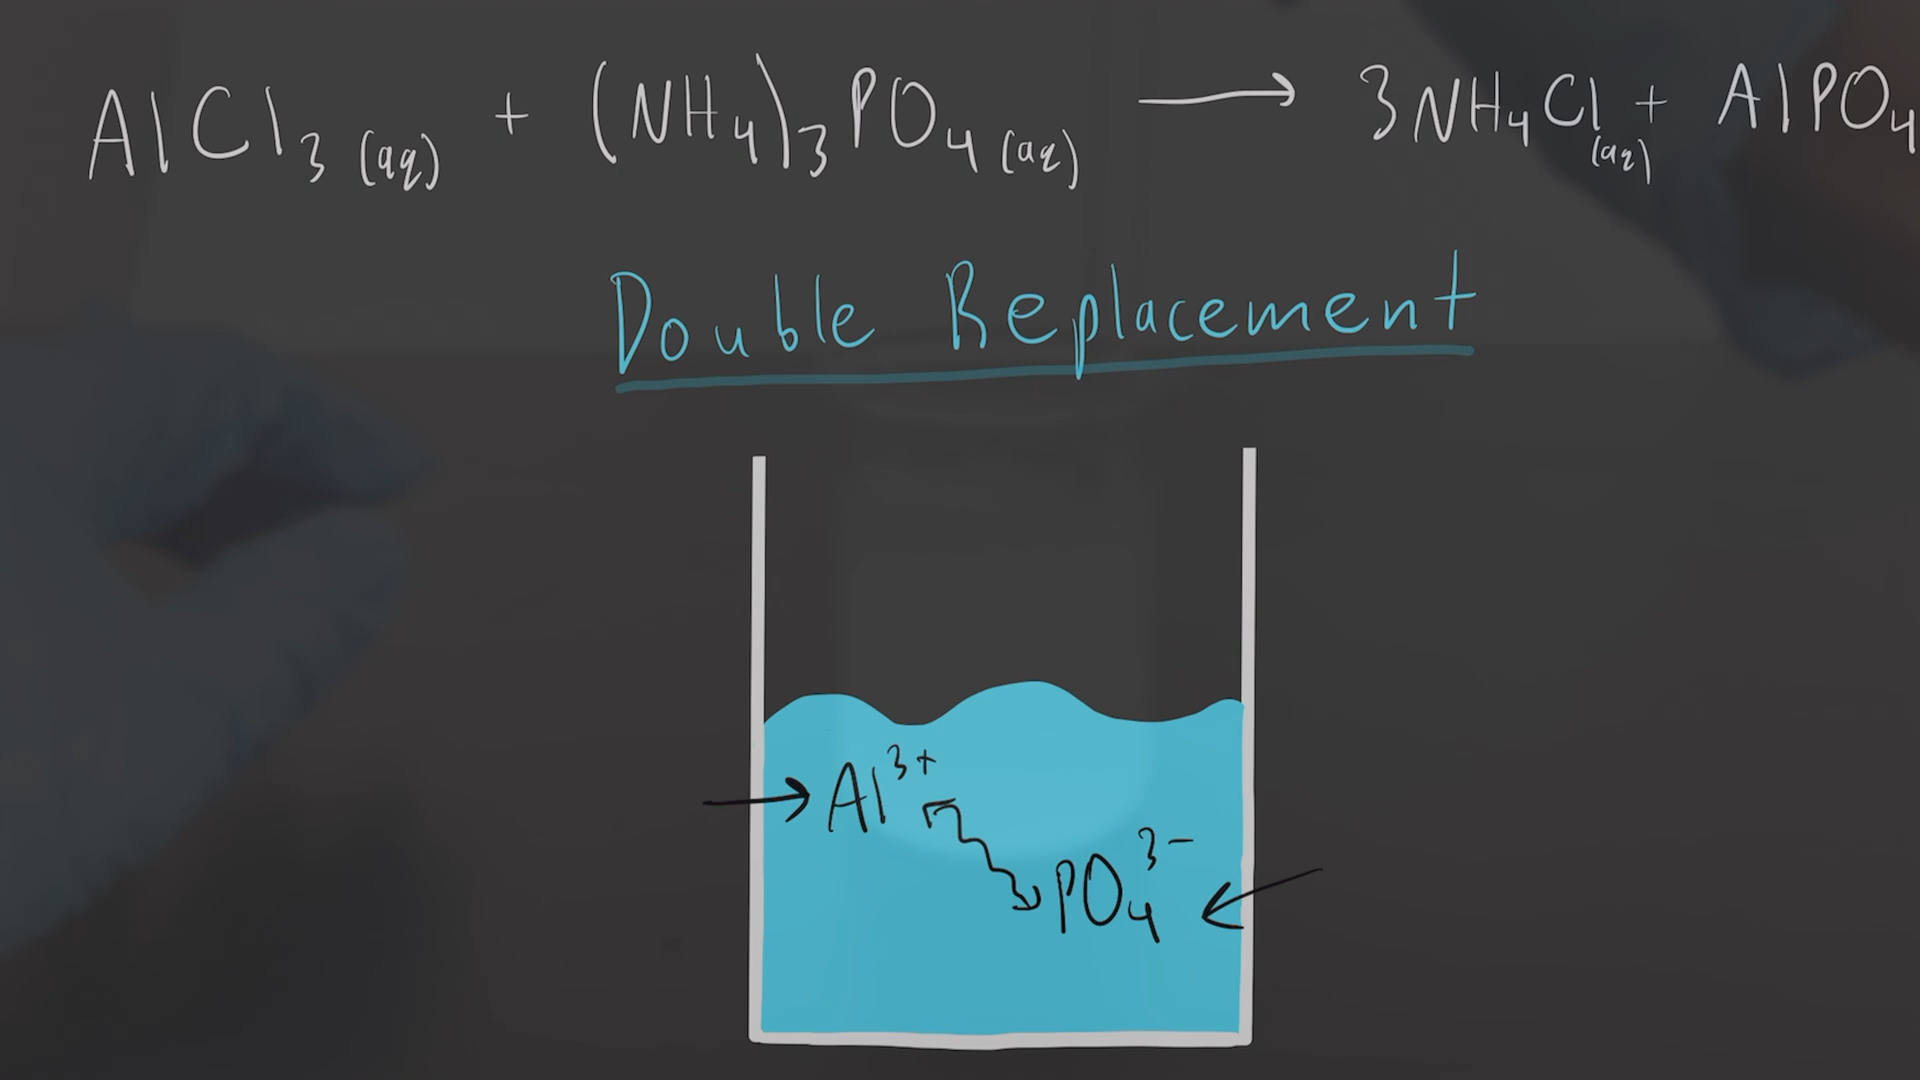 AlCl₃ (aq) + (NH₄)₃PO₄ (aq) → 3NH₄Cl (aq) + AlPO₄
Double Replacement
Al³⁺
PO₄³⁻